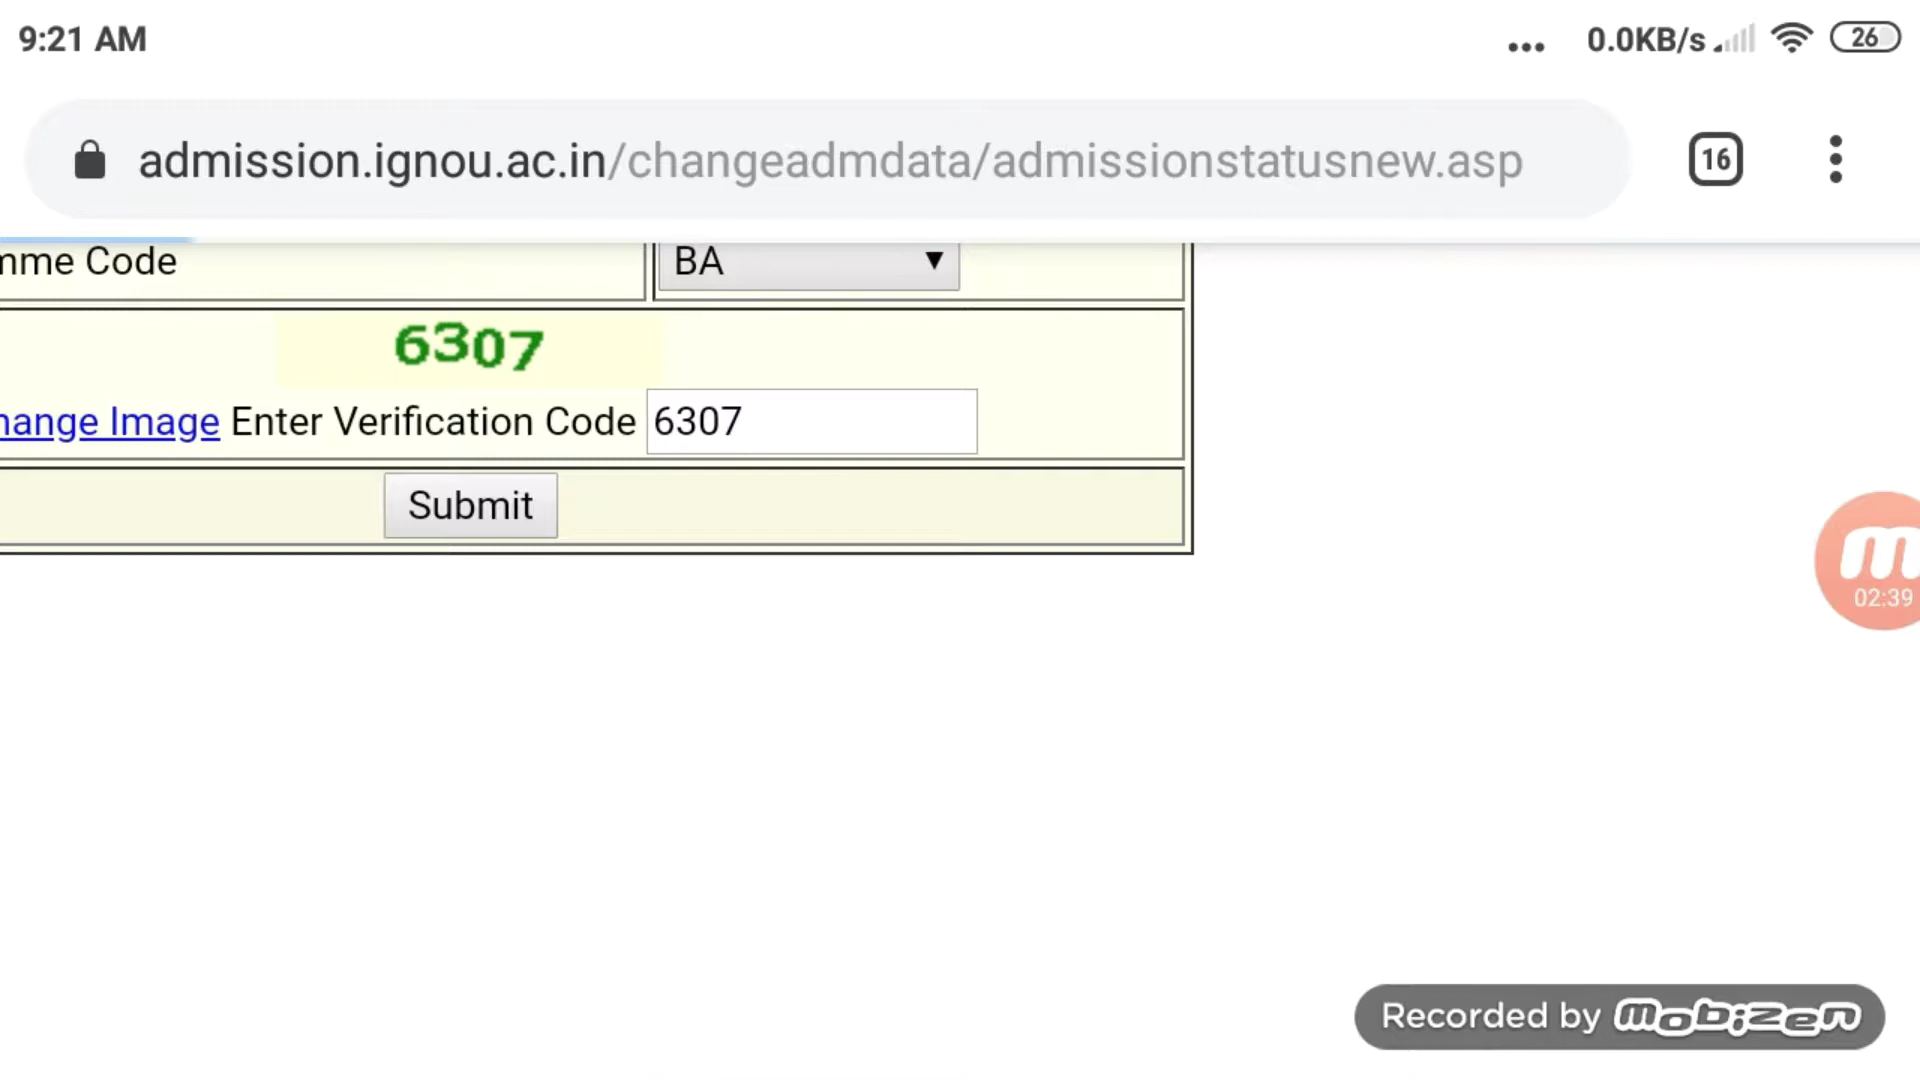 9:21 AM
... 0.0KB/s 26
admission.ignou.ac.in/changeadmdata/admissionstatusnew.asp
16
mme Code BA
6307
hange Image Enter Verification Code 6307
Submit
m
02:39
Recorded by mobizen